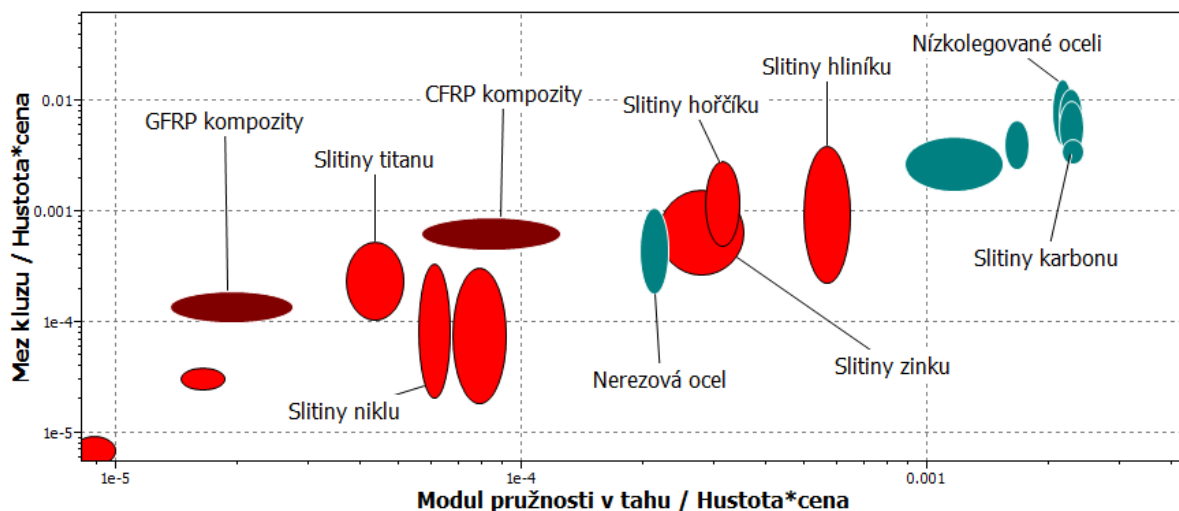 Nízkolegované oceli
Slitiny hliníku
CFRP kompozity
Slitiny hořčíku
GFRP kompozity
Slitiny titanu
Slitiny karbonu
Slitiny zinku
Nerezová ocel
Slitiny niklu
Mez kluzu / Hustota*cena
0.01
0.001
1e-4
1e-5
1e-5
1e-4
0.001
Modul pružnosti v tahu / Hustota*cena